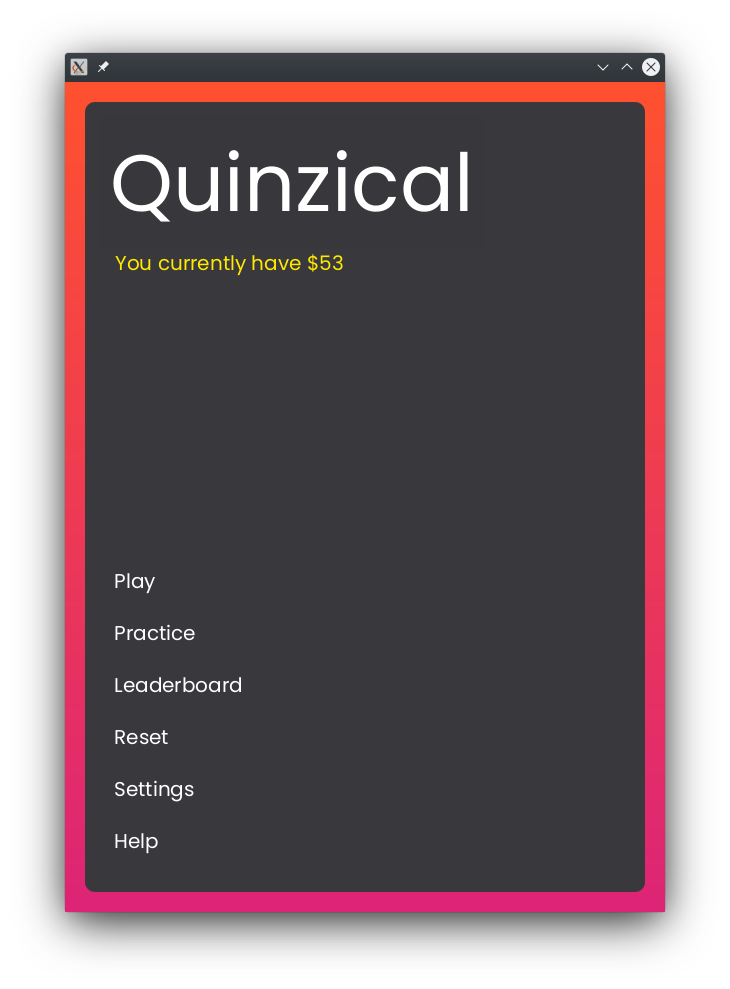 Quinzical
You currently have $53
Play
Practice
Leaderboard
Reset
Settings
Help